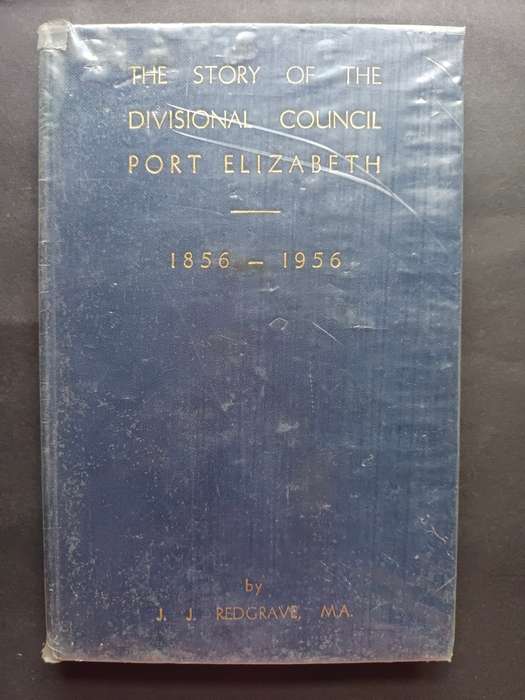 THE STORY OF THE
DIVISIONAL COUNCIL
PORT ELIZABETH
1856 – 1956
by
J. J. REDGRAVE, M.A.